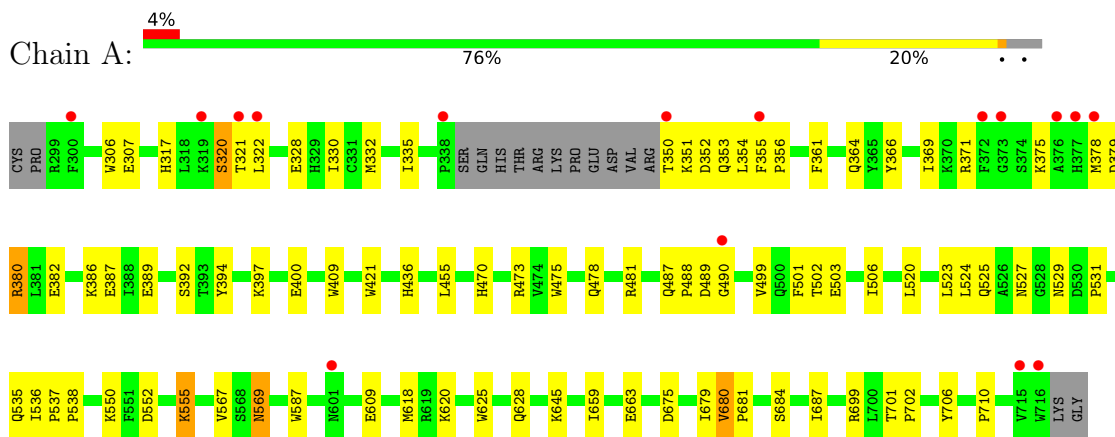 4%
Chain A:
76% 20% • •
CYS PRO R299 F300 W306 E307 H317 L318 K319 S320 T321 L322 E328 H329 I330 C331 M332 I335 P338 SER GLN HIS THR ARG LYS PRO GLU ASP VAL ARG T350 K351 D352 Q353 L354 F355 P356 F361 Q364 Y365 Y366 I369 K370 R371 F372 G373 S374 K375 A376 H377 M378
R380 L381 E382 K386 E387 I388 E389 S392 T393 Y394 K397 E400 W409 W421 H436 L455 H470 R473 V474 W475 Q478 R481 Q487 P488 D489 G490 V499 Q500 F501 T502 E503 I506 L520 L523 L524 Q525 A526 N527 G528 N529 D530 P531
Q535 I536 P537 P538 K550 F551 D552 K555 V567 S568 N569 W587 N601 E609 M618 R619 K620 W625 Q628 K645 I659 E663 D675 I679 V680 P681 S684 I687 R699 L700 T701 P702 Y706 P710 V715 W716 LYS GLY